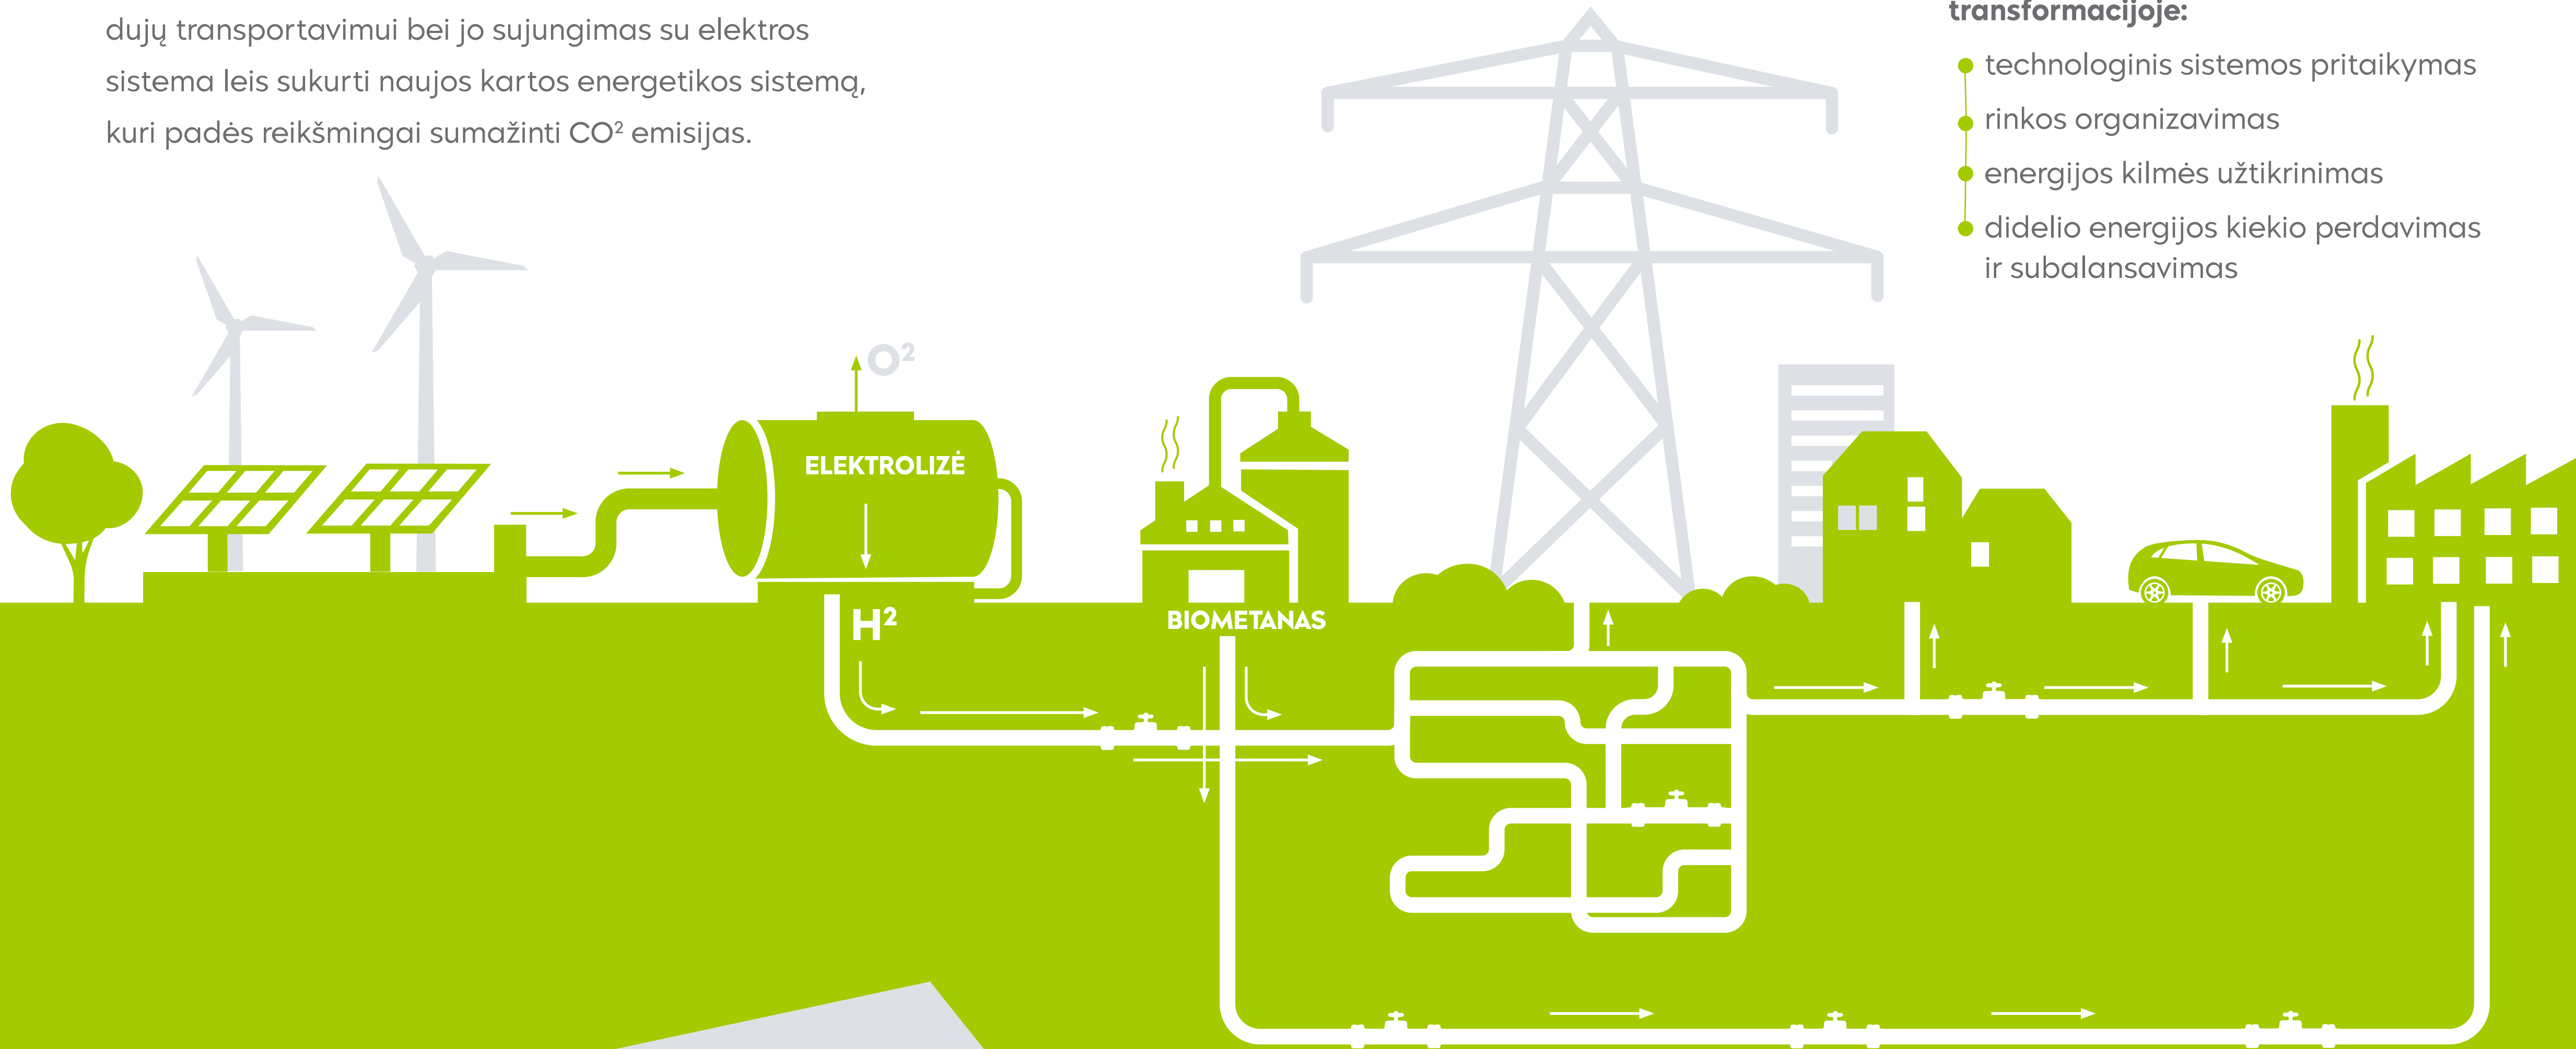 dujų transportavimui bei jo sujungimas su elektros
sistema leis sukurti naujos kartos energetikos sistemą,
kuri padės reikšmingai sumažinti CO² emisijas.
transformacijoje:
technologinis sistemos pritaikymas
rinkos organizavimas
energijos kilmės užtikrinimas
didelio energijos kiekio perdavimas
ir subalansavimas
O²
ELEKTROLIZĖ
H²
BIOMETANAS